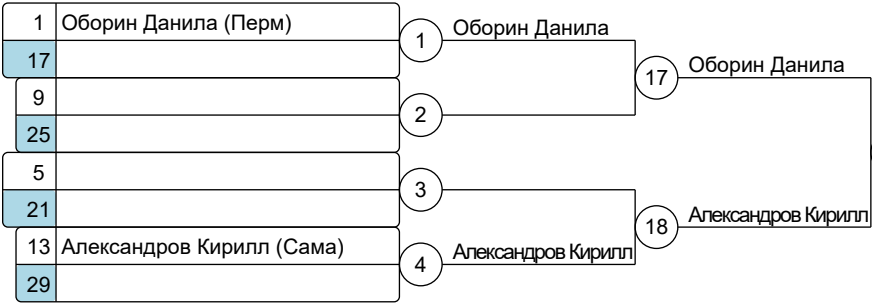 1 Оборин Данила (Перм)
17
1 Оборин Данила
9
25
2
17 Оборин Данила
5
21
3
13 Александров Кирилл (Сама)
29
4 Александров Кирилл
18 Александров Кирилл